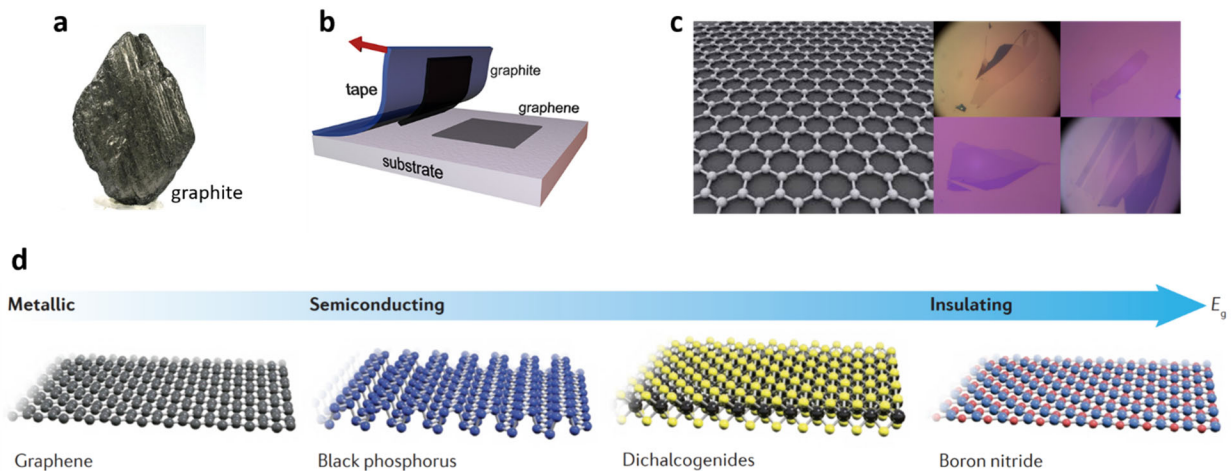 a
graphite
b
tape
graphite
graphene
substrate
c
d
Metallic
Semiconducting
Insulating
Eg
Graphene
Black phosphorus
Dichalcogenides
Boron nitride